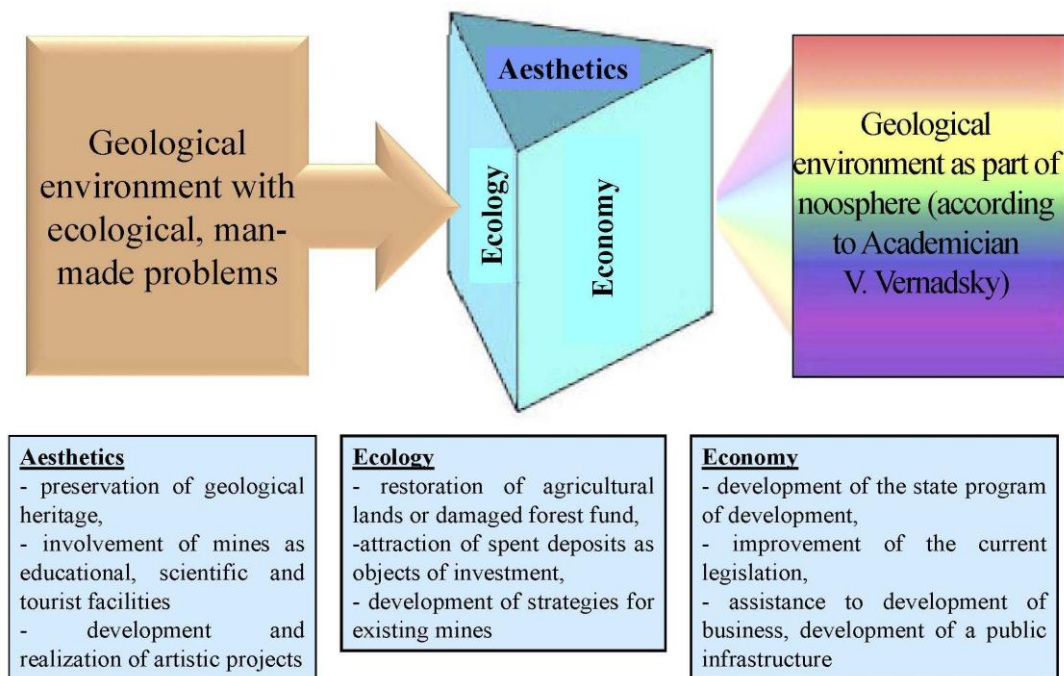 Geological
environment with
ecological, man-
made problems
Aesthetics
Ecology
Economy
Geological
environment as part of
noosphere (according
to Academician
V. Vernadsky)
Aesthetics
- preservation of geological
heritage,
- involvement of mines as
educational, scientific and
tourist facilities
- development and
realization of artistic projects
Ecology
- restoration of agricultural
lands or damaged forest fund,
-attraction of spent deposits as
objects of investment,
- development of strategies for
existing mines
Economy
- development of the state program
of development,
- improvement of the current
legislation,
- assistance to development of
business, development of a public
infrastructure